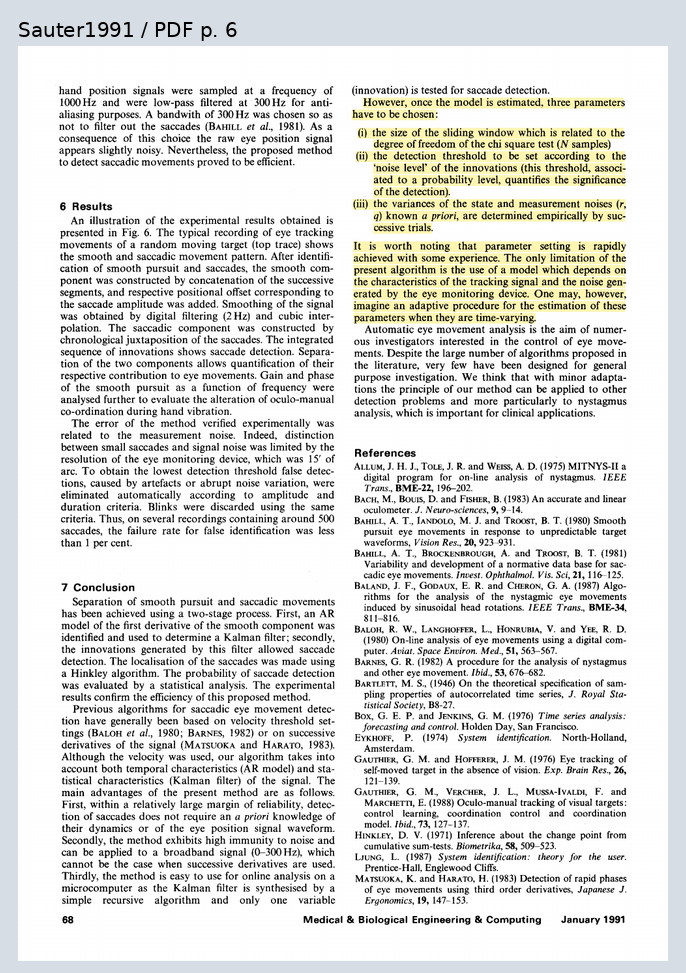 Sauter1991 / PDF p. 6
hand position signals were sampled at a frequency of
1000 Hz and were low-pass filtered at 300 Hz for anti-
aliasing purposes. A bandwith of 300 Hz was chosen so as
not to filter out the saccades (BAHILL et al., 1981). As a
consequence of this choice the raw eye position signal
appears slightly noisy. Nevertheless, the proposed method
to detect saccadic movements proved to be efficient.
6 Results
An illustration of the experimental results obtained is
presented in Fig. 6. The typical recording of eye tracking
movements of a random moving target (top trace) shows
the smooth and saccadic movement pattern. After identifi-
cation of smooth pursuit and saccades, the smooth com-
ponent was constructed by concatenation of the successive
segments, and respective positional offset corresponding to
the saccade amplitude was added. Smoothing of the signal
was obtained by digital filtering (2 Hz) and cubic inter-
polation. The saccadic component was constructed by
chronological juxtaposition of the saccades. The integrated
sequence of innovations shows saccade detection. Separa-
tion of the two components allows quantification of their
respective contribution to eye movements. Gain and phase
of the smooth pursuit as a function of frequency were
analysed further to evaluate the alteration of oculo-manual
co-ordination during hand vibration.
The error of the method verified experimentally was
related to the measurement noise. Indeed, distinction
between small saccades and signal noise was limited by the
resolution of the eye monitoring device, which was 15' of
arc. To obtain the lowest detection threshold false detec-
tions, caused by artefacts or abrupt noise variation, were
eliminated automatically according to amplitude and
duration criteria. Blinks were discarded using the same
criteria. Thus, on several recordings containing around 500
saccades, the failure rate for false identification was less
than 1 per cent.
7 Conclusion
Separation of smooth pursuit and saccadic movements
has been achieved using a two-stage process. First, an AR
model of the first derivative of the smooth component was
identified and used to determine a Kalman filter; secondly,
the innovations generated by this filter allowed saccade
detection. The localisation of the saccades was made using
a Hinkley algorithm. The probability of saccade detection
was evaluated by a statistical analysis. The experimental
results confirm the efficiency of this proposed method.
Previous algorithms for saccadic eye movement detec-
tion have generally been based on velocity threshold set-
tings (BALOH et al., 1980; BARNES, 1982) or on successive
derivatives of the signal (MATSUOKA and HARATO, 1983).
Although the velocity was used, our algorithm takes into
account both temporal characteristics (AR model) and sta-
tistical characteristics (Kalman filter) of the signal. The
main advantages of the present method are as follows.
First, within a relatively large margin of reliability, detec-
tion of saccades does not require an a priori knowledge of
their dynamics or of the eye position signal waveform.
Secondly, the method exhibits high immunity to noise and
can be applied to a broadband signal (0–300 Hz), which
cannot be the case when successive derivatives are used.
Thirdly, the method is easy to use for online analysis on a
microcomputer as the Kalman filter is synthesised by a
simple recursive algorithm and only one variable
(innovation) is tested for saccade detection.
However, once the model is estimated, three parameters
have to be chosen:
(i) the size of the sliding window which is related to the
degree of freedom of the chi square test (N samples)
(ii) the detection threshold to be set according to the
'noise level' of the innovations (this threshold, associ-
ated to a probability level, quantifies the significance
of the detection).
(iii) the variances of the state and measurement noises (r,
q) known a priori, are determined empirically by suc-
cessive trials.
It is worth noting that parameter setting is rapidly
achieved with some experience. The only limitation of the
present algorithm is the use of a model which depends on
the characteristics of the tracking signal and the noise gen-
erated by the eye monitoring device. One may, however,
imagine an adaptive procedure for the estimation of these
parameters when they are time-varying.
Automatic eye movement analysis is the aim of numer-
ous investigators interested in the control of eye move-
ments. Despite the large number of algorithms proposed in
the literature, very few have been designed for general
purpose investigation. We think that with minor adapta-
tions the principle of our method can be applied to other
detection problems and more particularly to nystagmus
analysis, which is important for clinical applications.
References
ALLUM, J. H. J., TOLE, J. R. and WEISS, A. D. (1975) MITNYS-II a
digital program for on-line analysis of nystagmus. IEEE
Trans., BME-22, 196–202.
BACH, M., BOUIS, D. and FISHER, B. (1983) An accurate and linear
oculometer. J. Neuro-sciences, 9, 9–14.
BAHILL, A. T., IANDOLO, M. J. and TROOST, B. T. (1980) Smooth
pursuit eye movements in response to unpredictable target
waveforms, Vision Res., 20, 923–931.
BAHILL, A. T., BROCKENBROUGH, A. and TROOST, B. T. (1981)
Variability and development of a normative data base for sac-
cadic eye movements. Invest. Ophthalmol. Vis. Sci, 21, 116–125.
BALAND, J. F., GODAUX, E. R. and CHERON, G. A. (1987) Algo-
rithms for the analysis of the nystagmic eye movements
induced by sinusoidal head rotations. IEEE Trans., BME-34,
811–816.
BALOH, R. W., LANGHOFFER, L., HONRUBIA, V. and YEE, R. D.
(1980) On-line analysis of eye movements using a digital com-
puter. Aviat. Space Environ. Med., 51, 563–567.
BARNES, G. R. (1982) A procedure for the analysis of nystagmus
and other eye movement. Ibid., 53, 676–682.
BARTLETT, M. S., (1946) On the theoretical specification of sam-
pling properties of autocorrelated time series, J. Royal Sta-
tistical Society, B8-27.
BOX, G. E. P. and JENKINS, G. M. (1976) Time series analysis:
forecasting and control. Holden Day, San Francisco.
EYKHOFF, P. (1974) System identification. North-Holland,
Amsterdam.
GAUTHIER, G. M. and HOFFERER, J. M. (1976) Eye tracking of
self-moved target in the absence of vision. Exp. Brain Res., 26,
121–139.
GAUTHIER, G. M., VERCHER, J. L., MUSSA-IVALDI, F. and
MARCHETTI, E. (1988) Oculo-manual tracking of visual targets:
control learning, coordination control and coordination
model. Ibid., 73, 127–137.
HINKLEY, D. V. (1971) Inference about the change point from
cumulative sum-tests. Biometrika, 58, 509–523.
LJUNG, L. (1987) System identification: theory for the user.
Prentice-Hall, Englewood Cliffs.
MATSUOKA, K. and HARATO, H. (1983) Detection of rapid phases
of eye movements using third order derivatives, Japanese J.
Ergonomics, 19, 147–153.
68 Medical & Biological Engineering & Computing January 1991